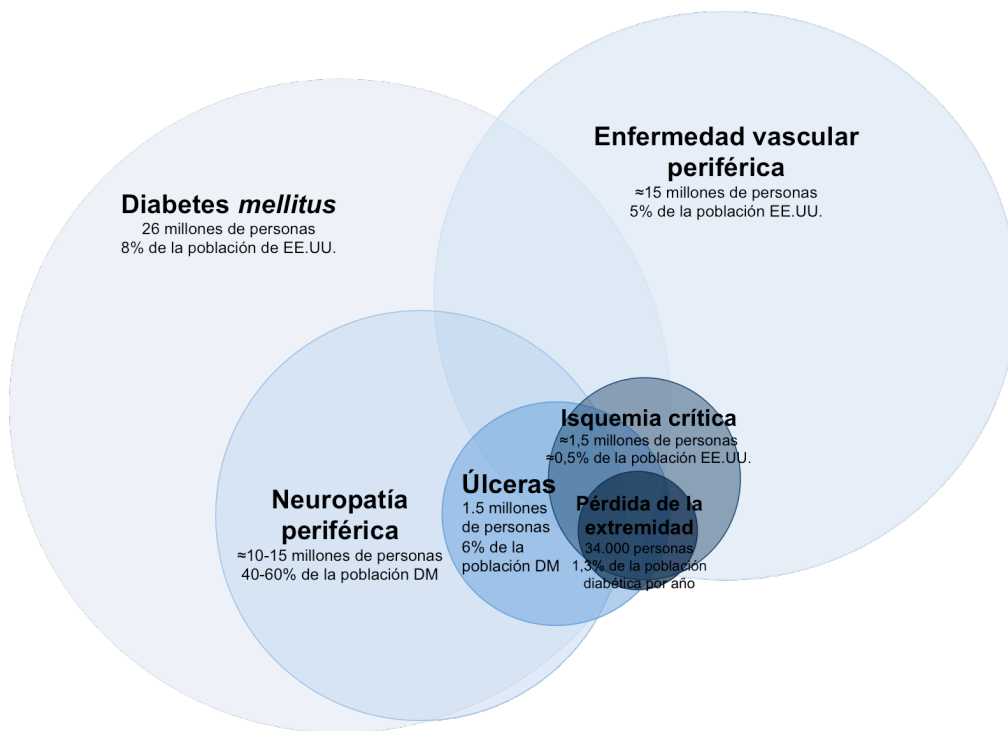 Enfermedad vascular
periférica
≈15 millones de personas
5% de la población EE.UU.
Diabetes mellitus
26 millones de personas
8% de la población de EE.UU.
Isquemia crítica
≈1,5 millones de personas
≈0,5% de la población EE.UU.
Neuropatía
periférica
≈10-15 millones de personas
40-60% de la población DM
Úlceras
1.5 millones
de personas
6% de la
población DM
Pérdida de la
extremidad
34.000 personas
1,3% de la población
diabética por año